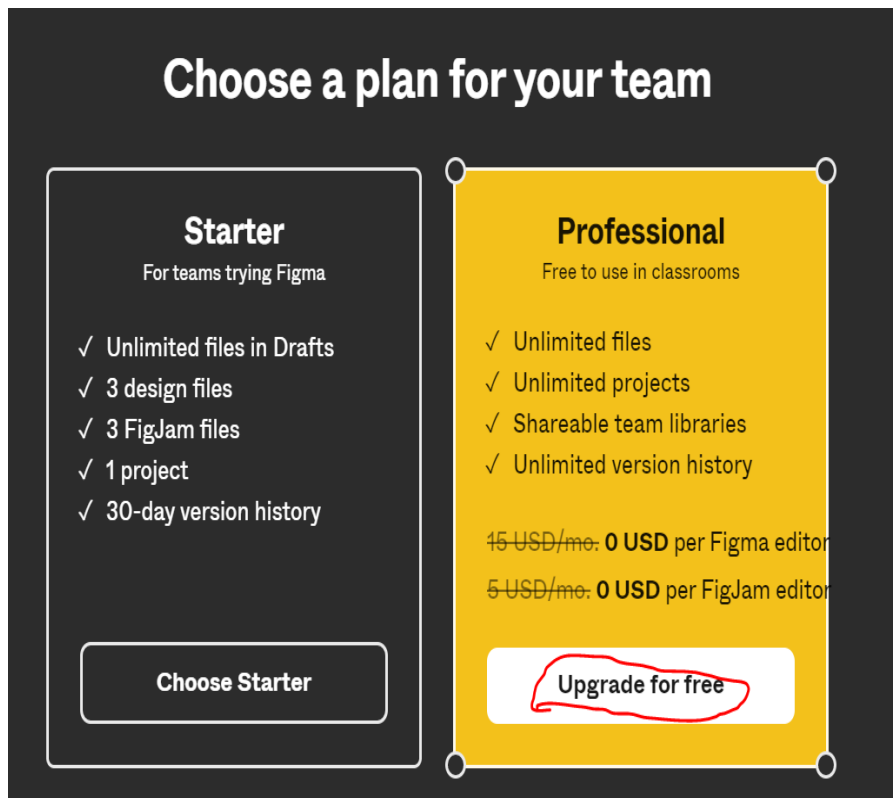 Choose a plan for your team
Starter
For teams trying Figma
✓ Unlimited files in Drafts
✓ 3 design files
✓ 3 FigJam files
✓ 1 project
✓ 30-day version history
Choose Starter
Professional
Free to use in classrooms
✓ Unlimited files
✓ Unlimited projects
✓ Shareable team libraries
✓ Unlimited version history
15 USD/mo. 0 USD per Figma editor
5 USD/mo. 0 USD per FigJam editor
Upgrade for free